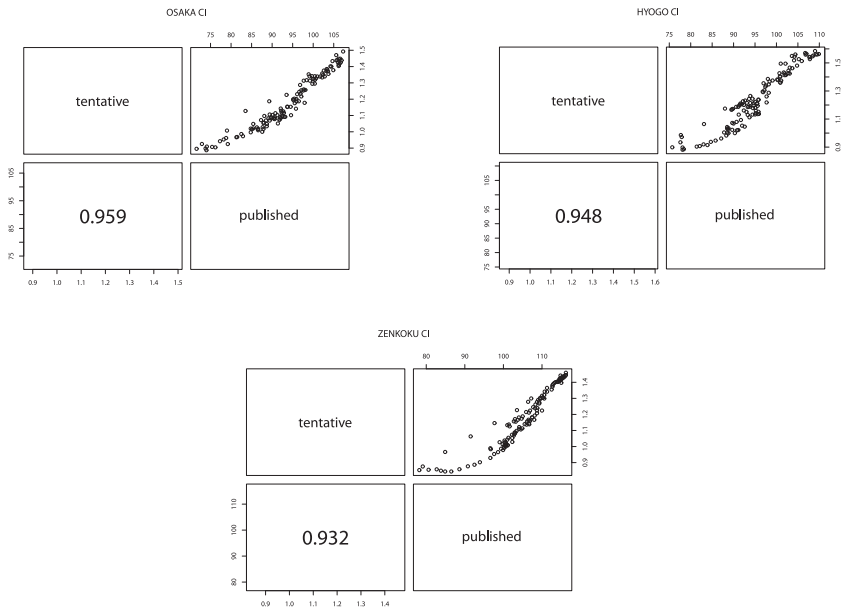 OSAKA CI
75 80 85 90 95 100 105
tentative
0.9 1.0 1.1 1.2 1.3 1.4 1.5
75 85 95 105
0.959
published
0.9 1.0 1.1 1.2 1.3 1.4 1.5
HYOGO CI
75 80 85 90 95 100 105 110
tentative
0.9 1.1 1.3 1.5
75 80 85 90 95 105
0.948
published
0.9 1.0 1.1 1.2 1.3 1.4 1.5 1.6
ZENKOKU CI
80 90 100 110
tentative
0.9 1.0 1.1 1.2 1.3 1.4
80 90 100 110
0.932
published
0.9 1.0 1.1 1.2 1.3 1.4